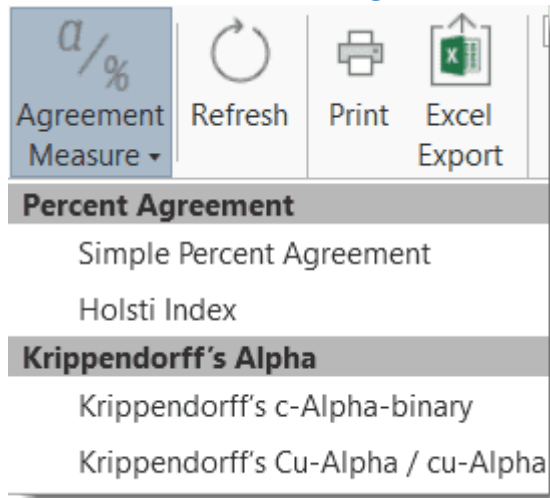 α/%
Agreement Measure ▾
Refresh
Print
Excel Export
Percent Agreement
Simple Percent Agreement
Holsti Index
Krippendorff's Alpha
Krippendorff's c-Alpha-binary
Krippendorff's Cu-Alpha / cu-Alpha